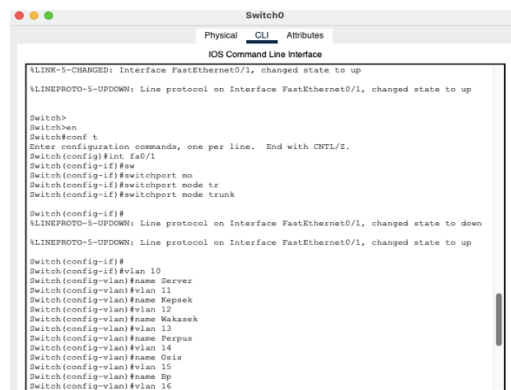 Switch0
Physical CLI Attributes
IOS Command Line Interface
%LINK-5-CHANGED: Interface FastEthernet0/1, changed state to up
%LINEPROTO-5-UPDOWN: Line protocol on Interface FastEthernet0/1, changed state to up
Switch>
Switch>en
Switch#conf t
Enter configuration commands, one per line. End with CNTL/Z.
Switch(config)#int fa0/1
Switch(config-if)#sw
Switch(config-if)#switchport mo
Switch(config-if)#switchport mode tr
Switch(config-if)#switchport mode trunk
Switch(config-if)#
%LINEPROTO-5-UPDOWN: Line protocol on Interface FastEthernet0/1, changed state to down
%LINEPROTO-5-UPDOWN: Line protocol on Interface FastEthernet0/1, changed state to up
Switch(config-if)#
Switch(config-if)#vlan 10
Switch(config-vlan)#name Server
Switch(config-vlan)#vlan 11
Switch(config-vlan)#name Kepsek
Switch(config-vlan)#vlan 12
Switch(config-vlan)#name Wakasek
Switch(config-vlan)#vlan 13
Switch(config-vlan)#name Perpus
Switch(config-vlan)#vlan 14
Switch(config-vlan)#name Osis
Switch(config-vlan)#vlan 15
Switch(config-vlan)#name Bp
Switch(config-vlan)#vlan 16